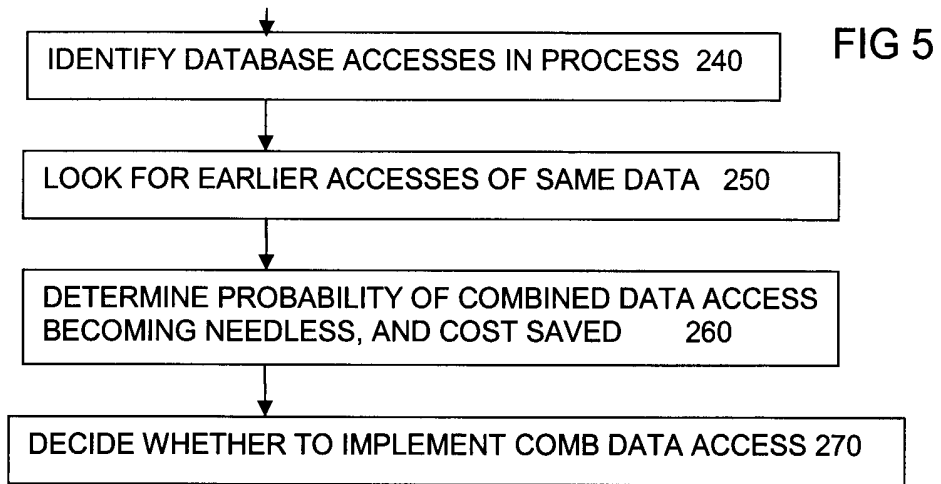 FIG 5
IDENTIFY DATABASE ACCESSES IN PROCESS 240
LOOK FOR EARLIER ACCESSES OF SAME DATA 250
DETERMINE PROBABILITY OF COMBINED DATA ACCESS
BECOMING NEEDLESS, AND COST SAVED 260
DECIDE WHETHER TO IMPLEMENT COMB DATA ACCESS 270